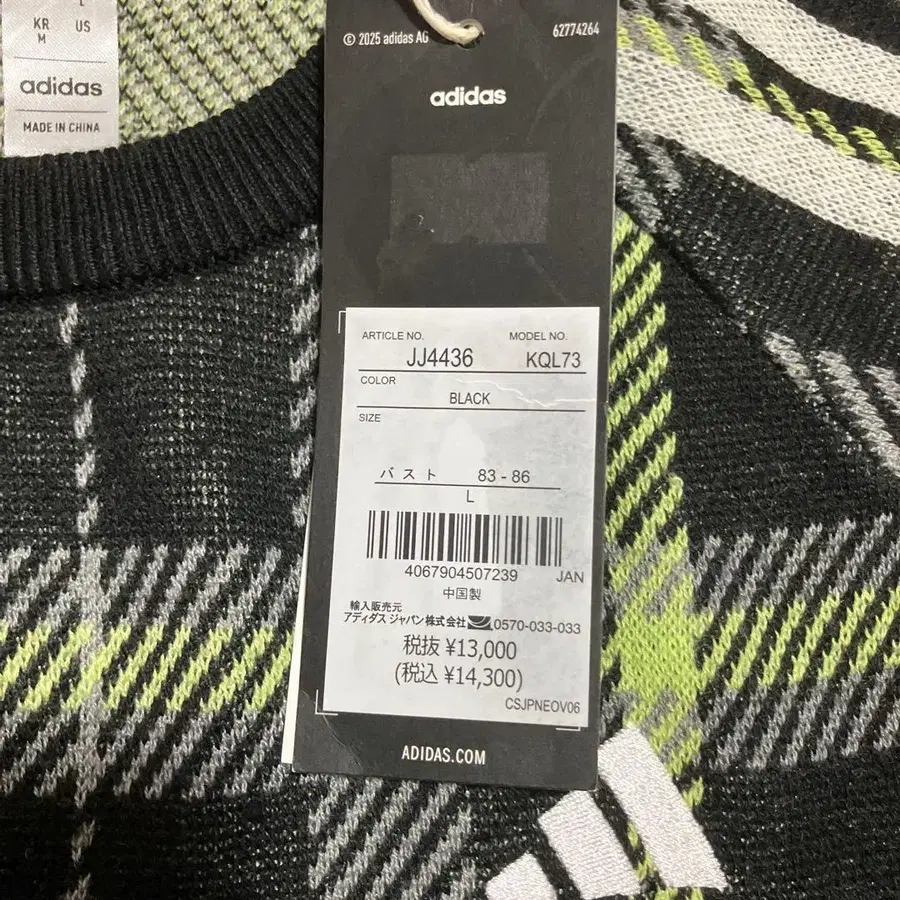 KR
M
US
adidas
MADE IN CHINA
© 2025 adidas AG
62774264
adidas
ARTICLE NO.
MODEL NO.
JJ4436
KQL73
COLOR
BLACK
SIZE
バスト 83 - 86
L
4067904507239 JAN
中国製
輸入販売元
アディダス ジャパン株式会社 0570-033-033
税抜 ¥13,000
(税込 ¥14,300)
CSJPNEOV06
ADIDAS.COM